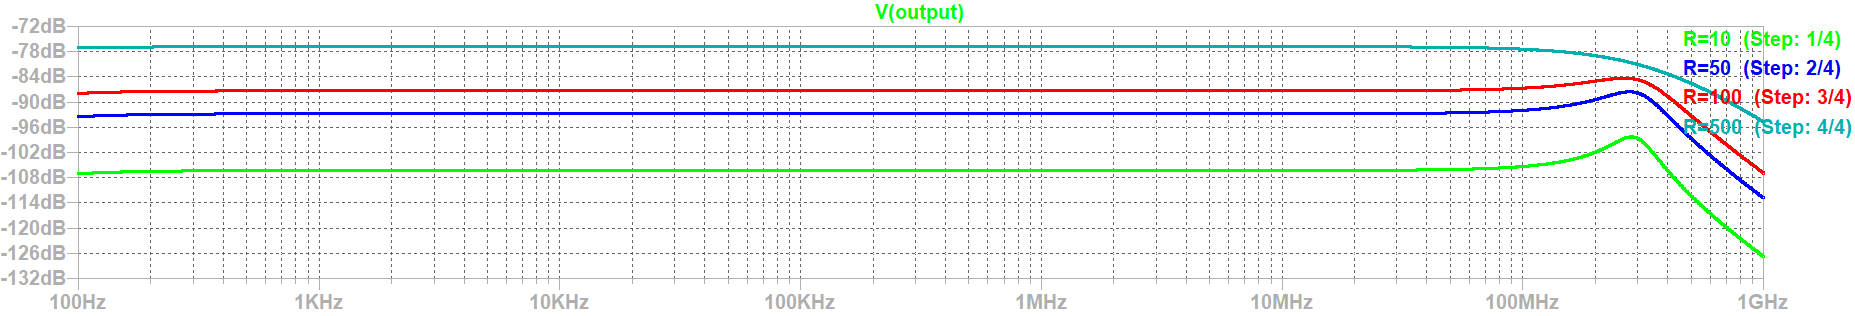 V(output)
-72dB
-78dB
-84dB
-90dB
-96dB
-102dB
-108dB
-114dB
-120dB
-126dB
-132dB
R=10 (Step: 1/4)
R=50 (Step: 2/4)
R=100 (Step: 3/4)
R=500 (Step: 4/4)
100Hz 1KHz 10KHz 100KHz 1MHz 10MHz 100MHz 1GHz